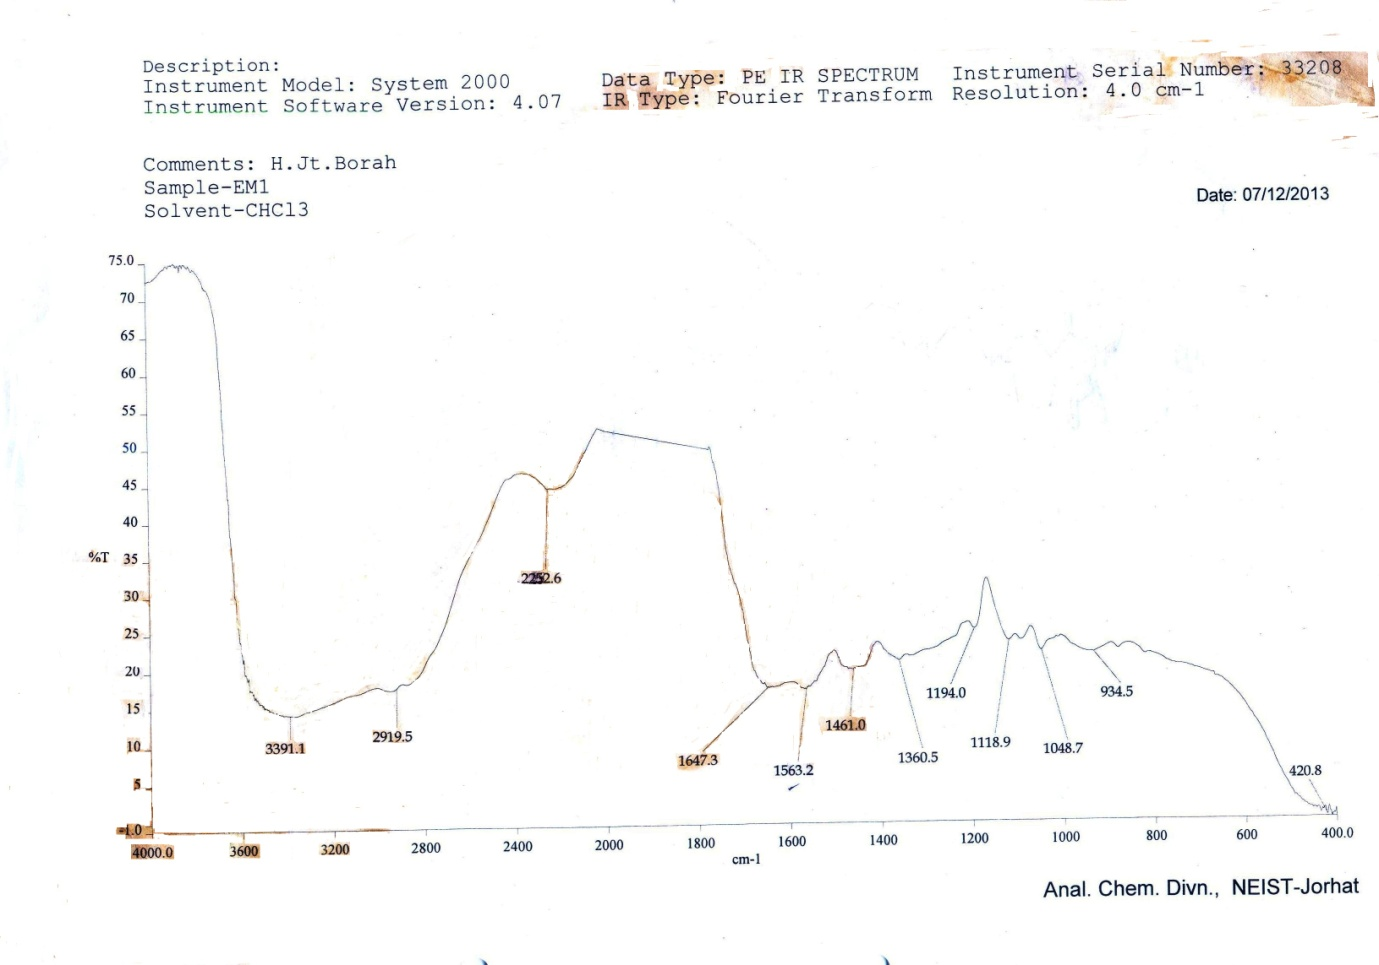 Description:
Instrument Model: System 2000
Instrument Software Version: 4.07
Data Type: PE IR SPECTRUM
IR Type: Fourier Transform
Instrument Serial Number: 33208
Resolution: 4.0 cm-1
Comments: H.Jt.Borah
Sample-EM1
Solvent-CHCl3
Date: 07/12/2013
75.0
70
65
60
55
50
45
40
%T
35
30
25
20
15
10
5
-1.0
3391.1
2919.5
1647.3
1563.2
1461.0
1360.5
1194.0
1118.9
1048.7
934.5
420.8
4000.0
3600
3200
2800
2400
2000
1800
1600
1400
1200
1000
800
600
400.0
cm-1
Anal. Chem. Divn., NEIST-Jorhat